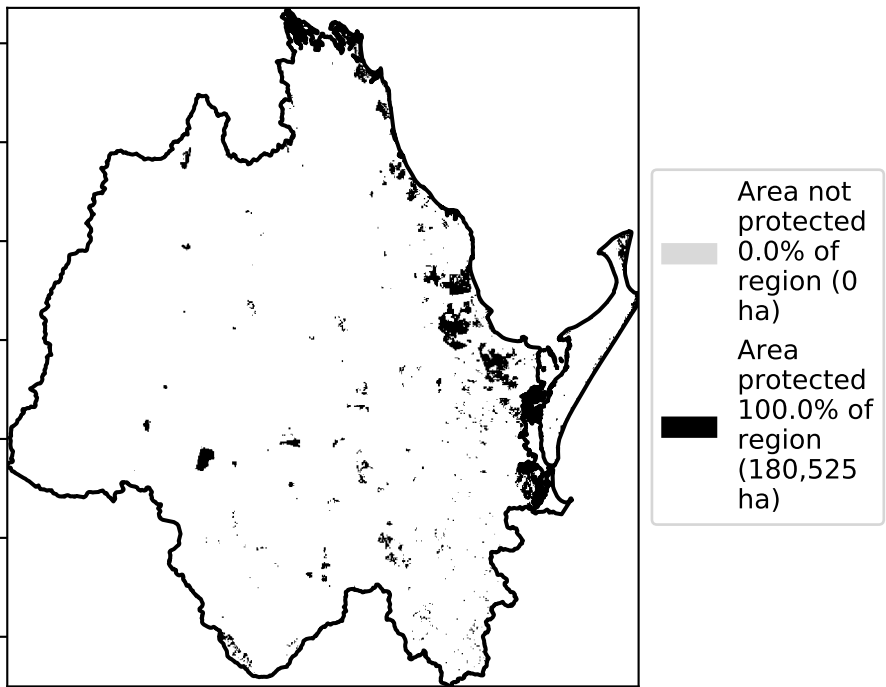 Area not
protected
0.0% of
region (0
ha)
Area
protected
100.0% of
region
(180,525
ha)